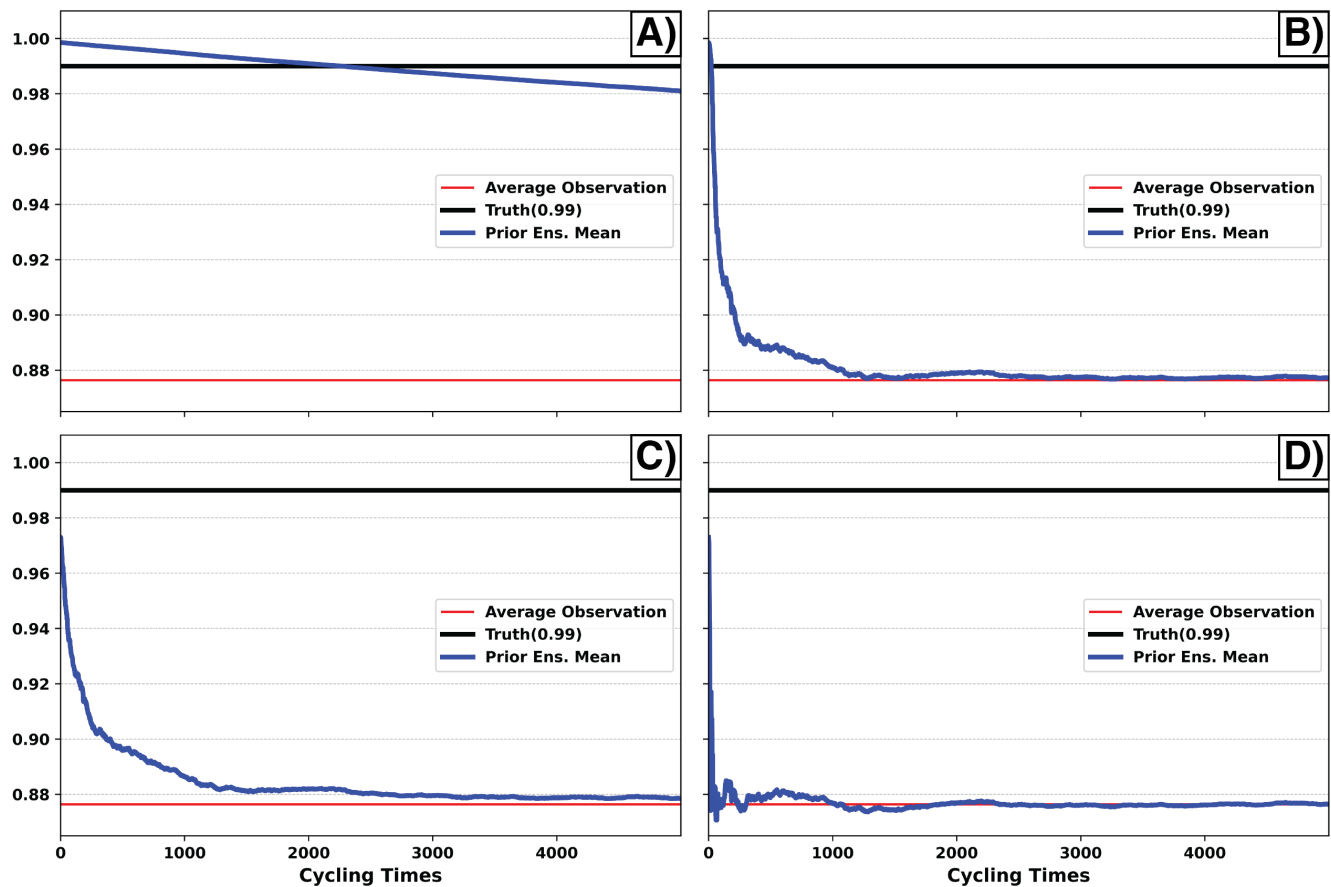 A)
1.00
0.98
0.96
0.94
0.92
0.90
0.88
Average Observation
Truth(0.99)
Prior Ens. Mean
B)
Average Observation
Truth(0.99)
Prior Ens. Mean
C)
1.00
0.98
0.96
0.94
0.92
0.90
0.88
Average Observation
Truth(0.99)
Prior Ens. Mean
0 1000 2000 3000 4000
Cycling Times
D)
Average Observation
Truth(0.99)
Prior Ens. Mean
0 1000 2000 3000 4000
Cycling Times